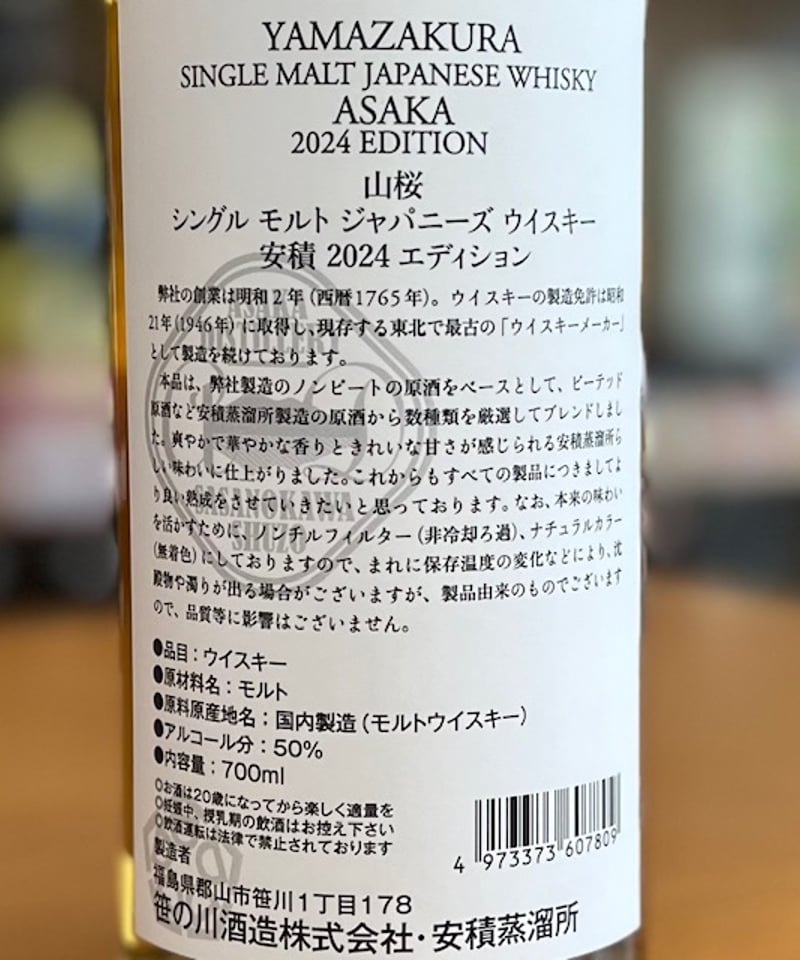 YAMAZAKURA
SINGLE MALT JAPANESE WHISKY
ASAKA
2024 EDITION
山桜
シングル モルト ジャパニーズ ウイスキー
安積 2024 エディション
弊社の創業は明和2年(西暦1765年)。ウイスキーの製造免許は昭和
21年(1946年)に取得し、現存する東北で最古の「ウイスキーメーカー」
として製造を続けております。
本品は、弊社製造のノンピートの原酒をベースとして、ピーテッド
原酒など安積蒸溜所製造の原酒から数種類を厳選してブレンドしまし
た。爽やかで華やかな香りときれいな甘さが感じられる安積蒸溜所ら
しい味わいに仕上がりました。これからもすべての製品につきましてよ
り良い熟成をさせていきたいと思っております。なお、本来の味わい
を活かすために、ノンチルフィルター(非冷却ろ過)、ナチュラルカラー
(無着色)にしておりますので、まれに保存温度の変化などにより、沈
殿物や濁りが出る場合がございますが、製品由来のものでございます
ので、品質等に影響はございません。
ASAKA
DISTILLERY
SASANOKAWA
SHUZO
●品目:ウイスキー
●原材料名:モルト
●原料原産地名:国内製造(モルトウイスキー)
●アルコール分:50%
●内容量:700ml
○お酒は20歳になってから楽しく適量を
○妊娠中、授乳期の飲酒はお控え下さい
○飲酒運転は法律で禁止されております
製造者
福島県郡山市笹川1丁目178
笹の川酒造株式会社・安積蒸溜所
4 973373 607809